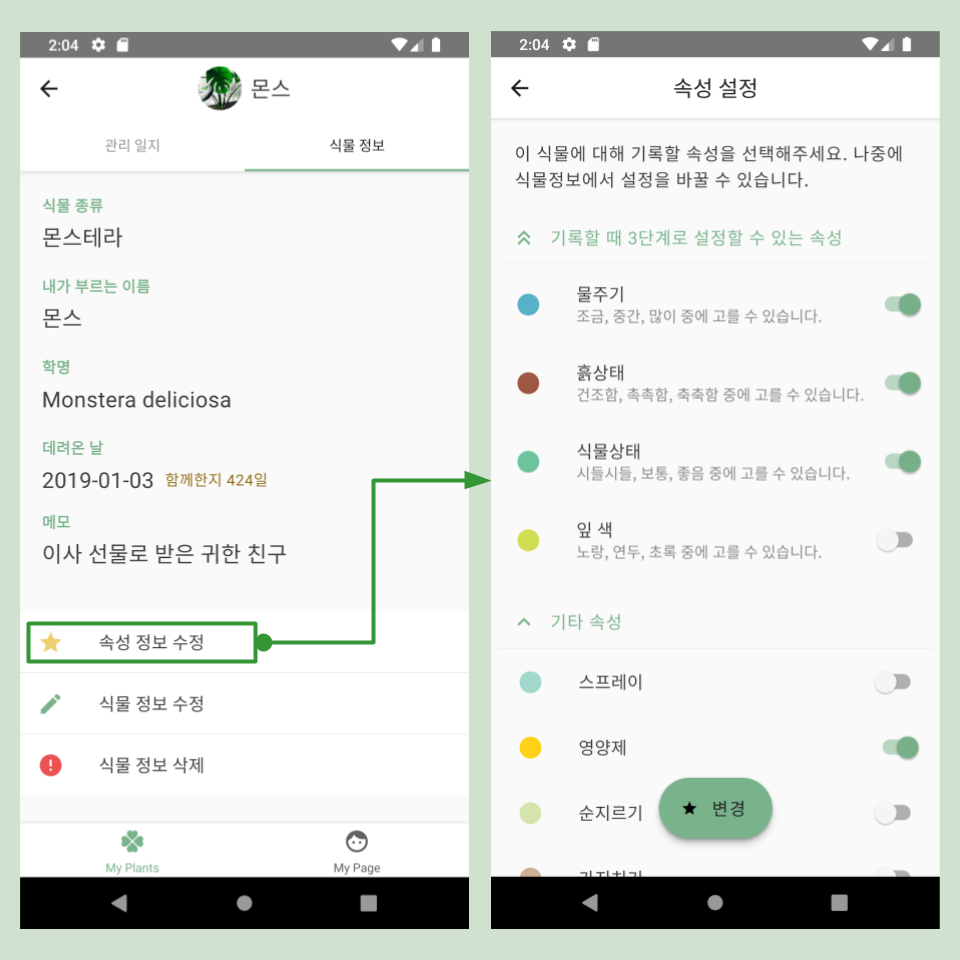 2:04
몬스
관리 일지
식물 정보
식물 종류
몬스테라
내가 부르는 이름
몬스
학명
Monstera deliciosa
데려온 날
2019-01-03 함께한지 424일
메모
이사 선물로 받은 귀한 친구
속성 정보 수정
식물 정보 수정
식물 정보 삭제
My Plants
My Page
2:04
속성 설정
이 식물에 대해 기록할 속성을 선택해주세요. 나중에
식물정보에서 설정을 바꿀 수 있습니다.
기록할 때 3단계로 설정할 수 있는 속성
물주기
조금, 중간, 많이 중에 고를 수 있습니다.
흙상태
건조함, 촉촉함, 축축함 중에 고를 수 있습니다.
식물상태
시들시들, 보통, 좋음 중에 고를 수 있습니다.
잎 색
노랑, 연두, 초록 중에 고를 수 있습니다.
기타 속성
스프레이
영양제
순지르기
변경